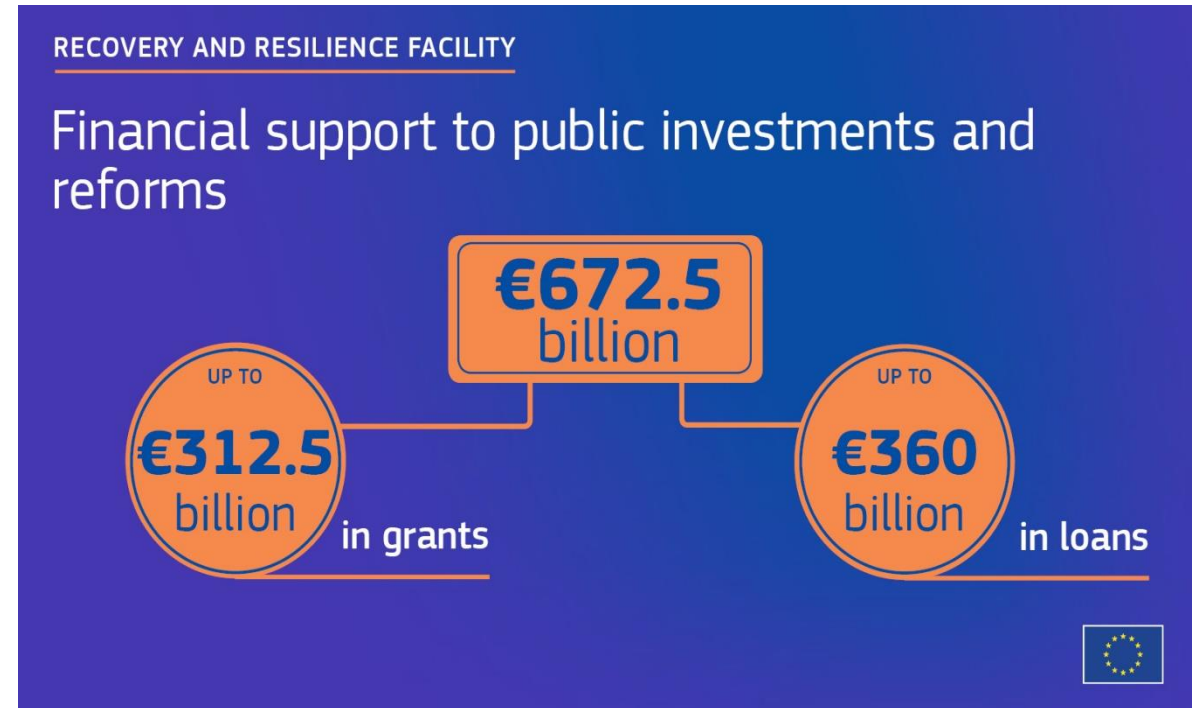 RECOVERY AND RESILIENCE FACILITY
Financial support to public investments and
reforms
€672.5
billion
UP TO
€312.5
billion
in grants
UP TO
€360
billion
in loans